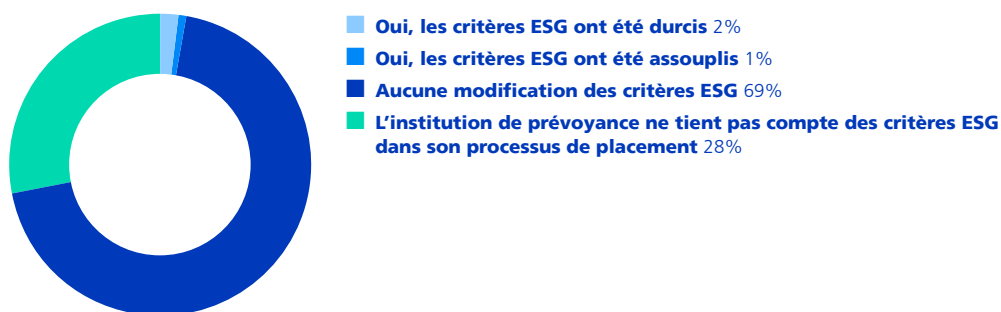 Oui, les critères ESG ont été durcis 2%
Oui, les critères ESG ont été assouplis 1%
Aucune modification des critères ESG 69%
L’institution de prévoyance ne tient pas compte des critères ESG
dans son processus de placement 28%